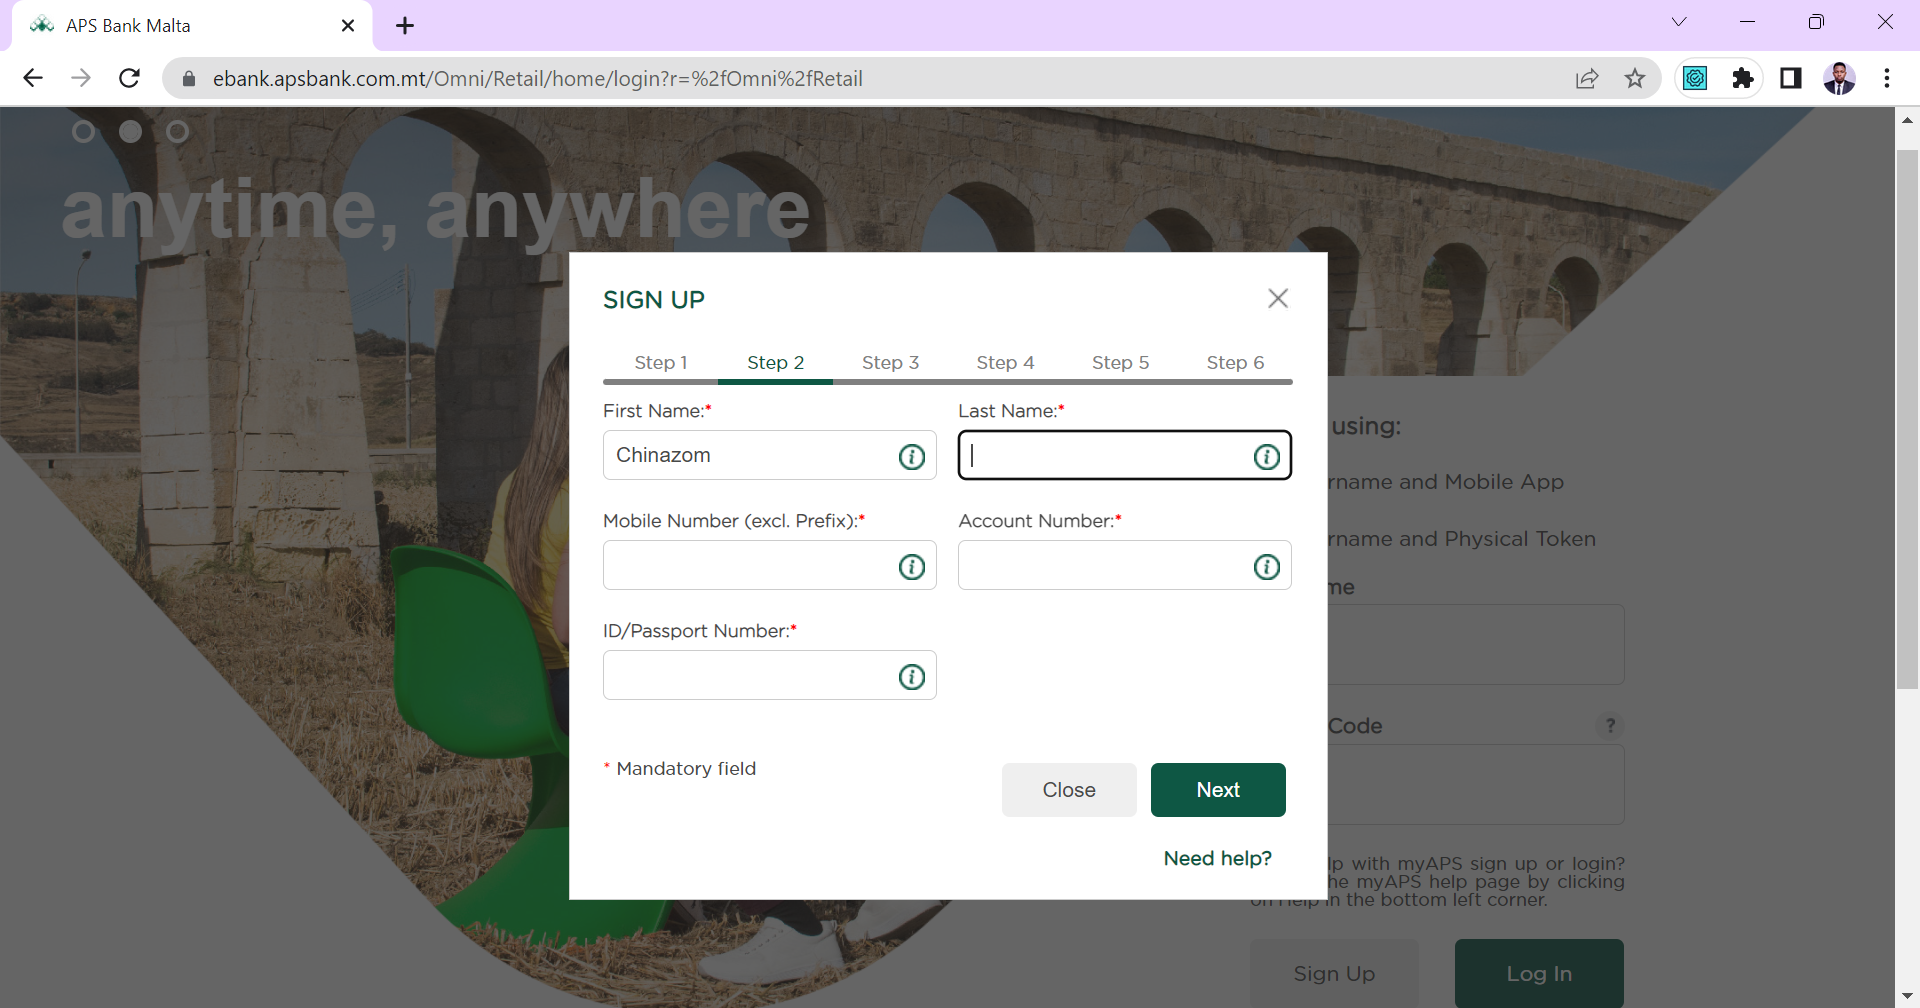 APS Bank Malta
ebank.apsbank.com.mt/Omni/Retail/home/login?r=%2fOmni%2fRetail
anytime, anywhere
SIGN UP
Step 1 Step 2 Step 3 Step 4 Step 5 Step 6
First Name:* Last Name:*
Chinazom
Mobile Number (excl. Prefix):* Account Number:*
ID/Passport Number:*
* Mandatory field
Close Next
Need help?
using:
rname and Mobile App
rname and Physical Token
me
Code ?
lp with myAPS sign up or login?
he myAPS help page by clicking
on Help in the bottom left corner.
Sign Up Log In